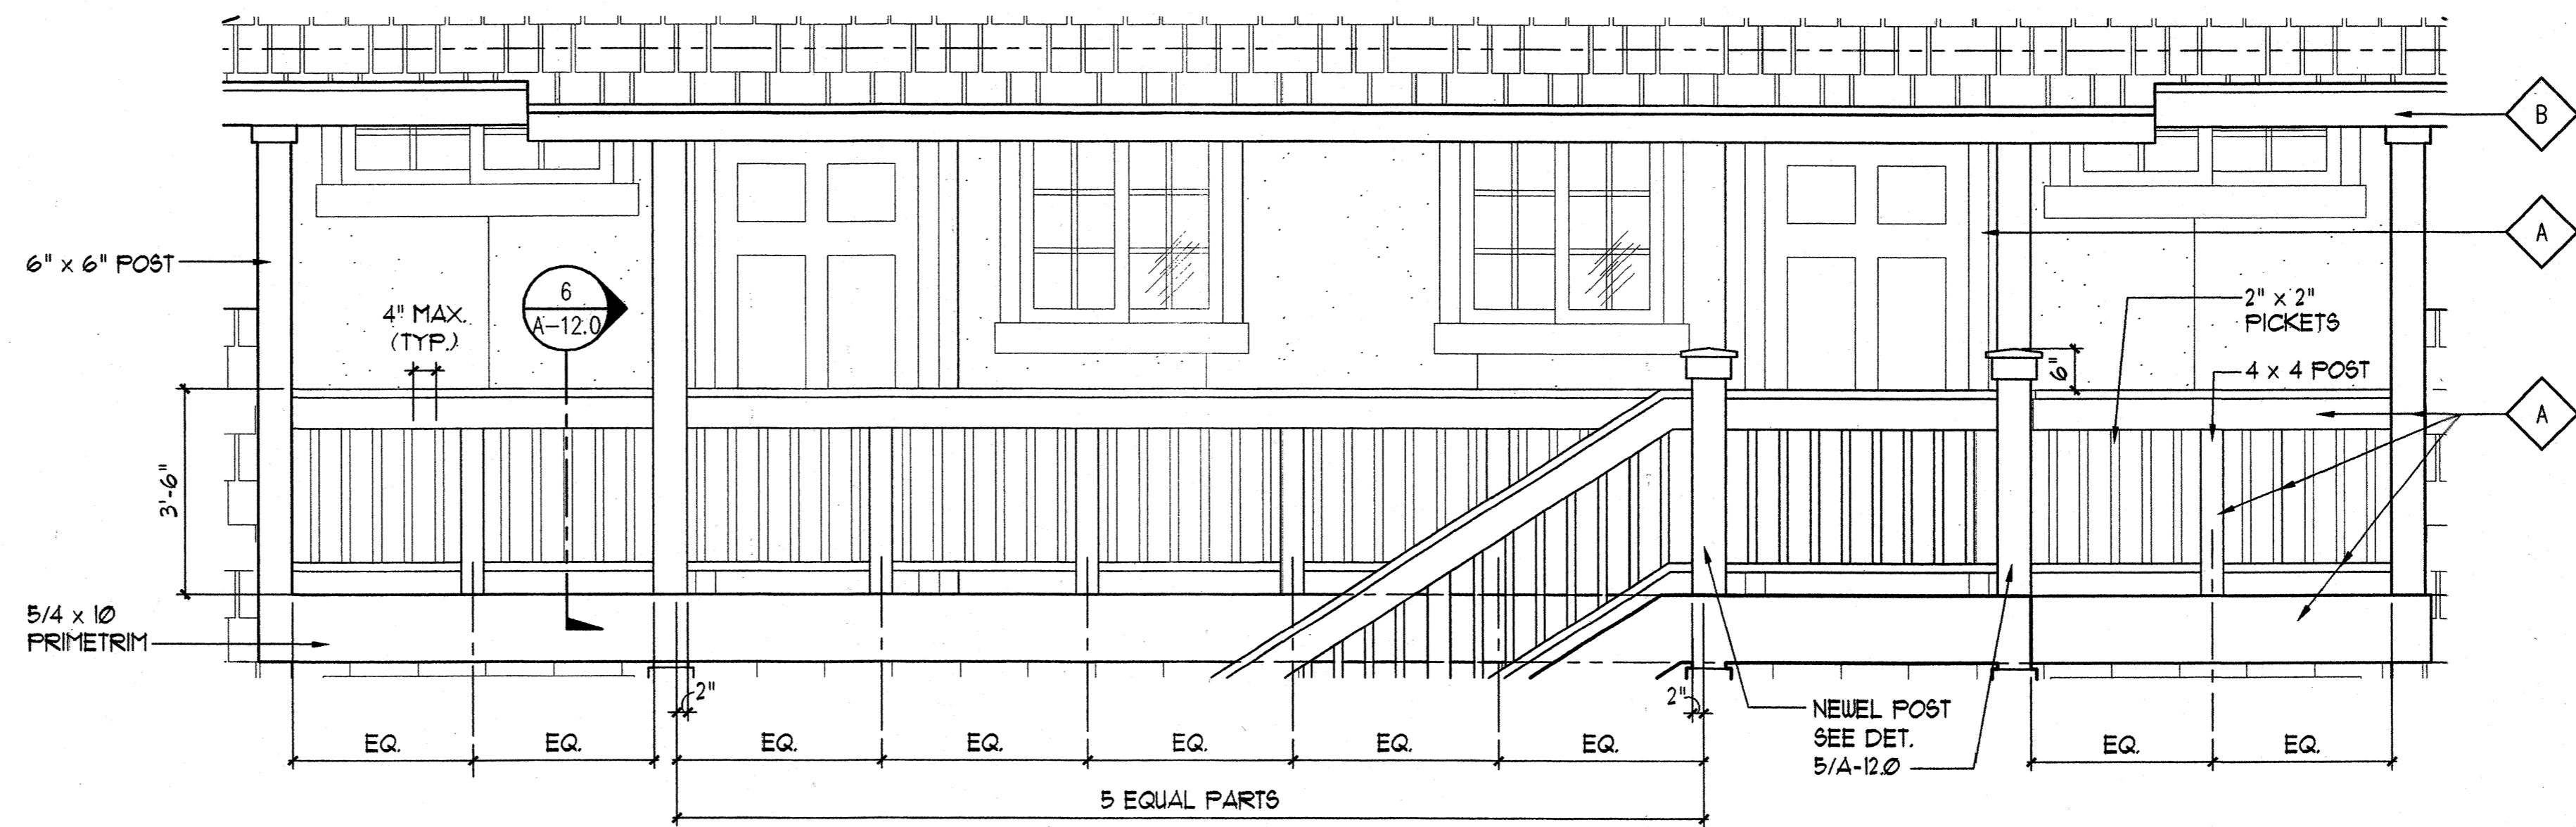 B
A
6" x 6" POST
6
A-12.0
4" MAX.
(TYP.)
2" x 2"
PICKETS
6"
4 x 4 POST
A
3'-6"
5/4 x 10
PRIMETRIM
2"
2"
NEWEL POST
SEE DET.
5/A-12.0
EQ.
EQ.
EQ.
EQ.
EQ.
EQ.
EQ.
EQ.
EQ.
5 EQUAL PARTS